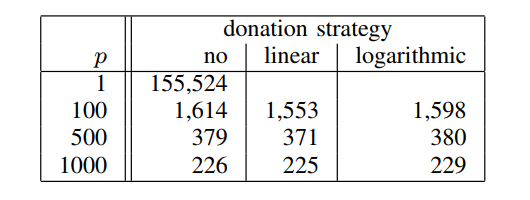 donation strategy
p no linear logarithmic
1 155,524
100 1,614 1,553 1,598
500 379 371 380
1000 226 225 229